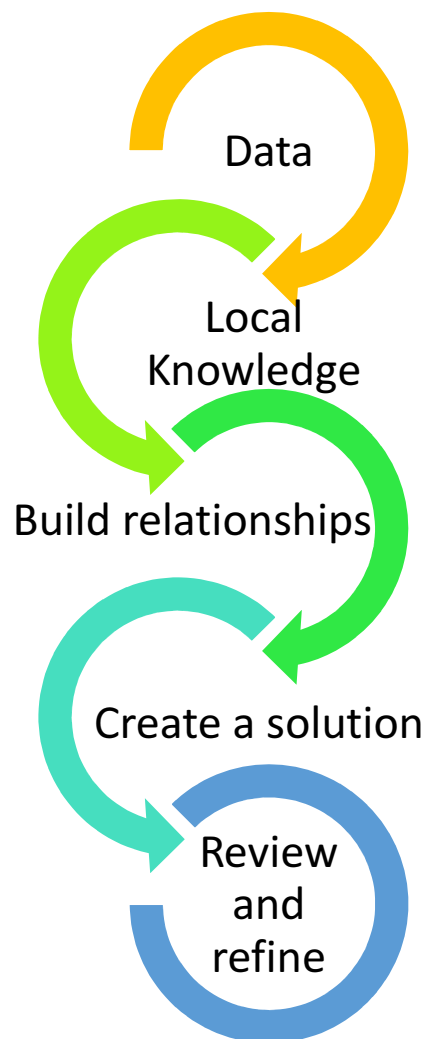 Data
Local
Knowledge
Build relationships
Create a solution
Review
and
refine